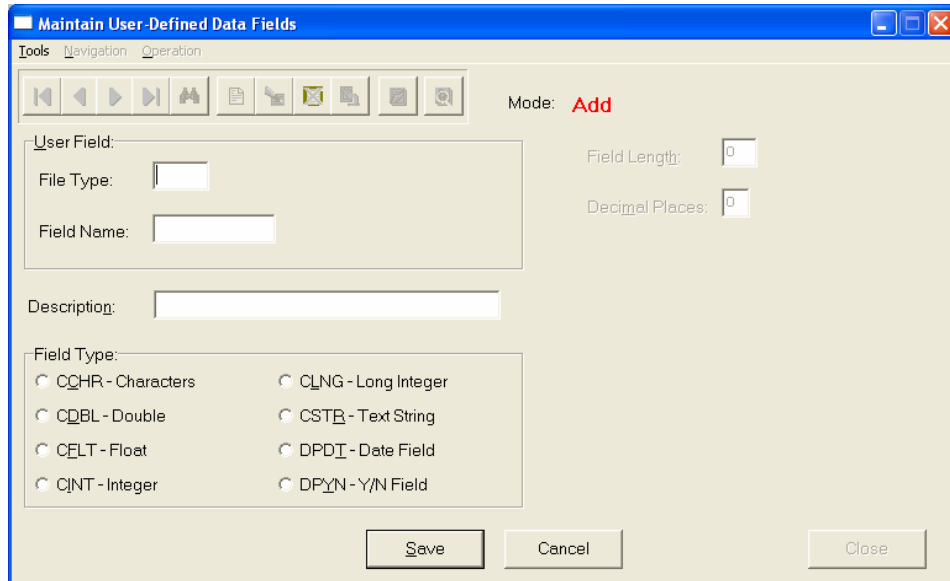 Maintain User-Defined Data Fields
Tools Navigation Operation
Mode: Add
User Field:
File Type:
Field Name:
Field Length: 0
Decimal Places: 0
Description:
Field Type:
CCHR - Characters
CLNG - Long Integer
CDBL - Double
CSTR - Text String
CFLT - Float
DPDT - Date Field
CINT - Integer
DPYN - Y/N Field
Save Cancel Close